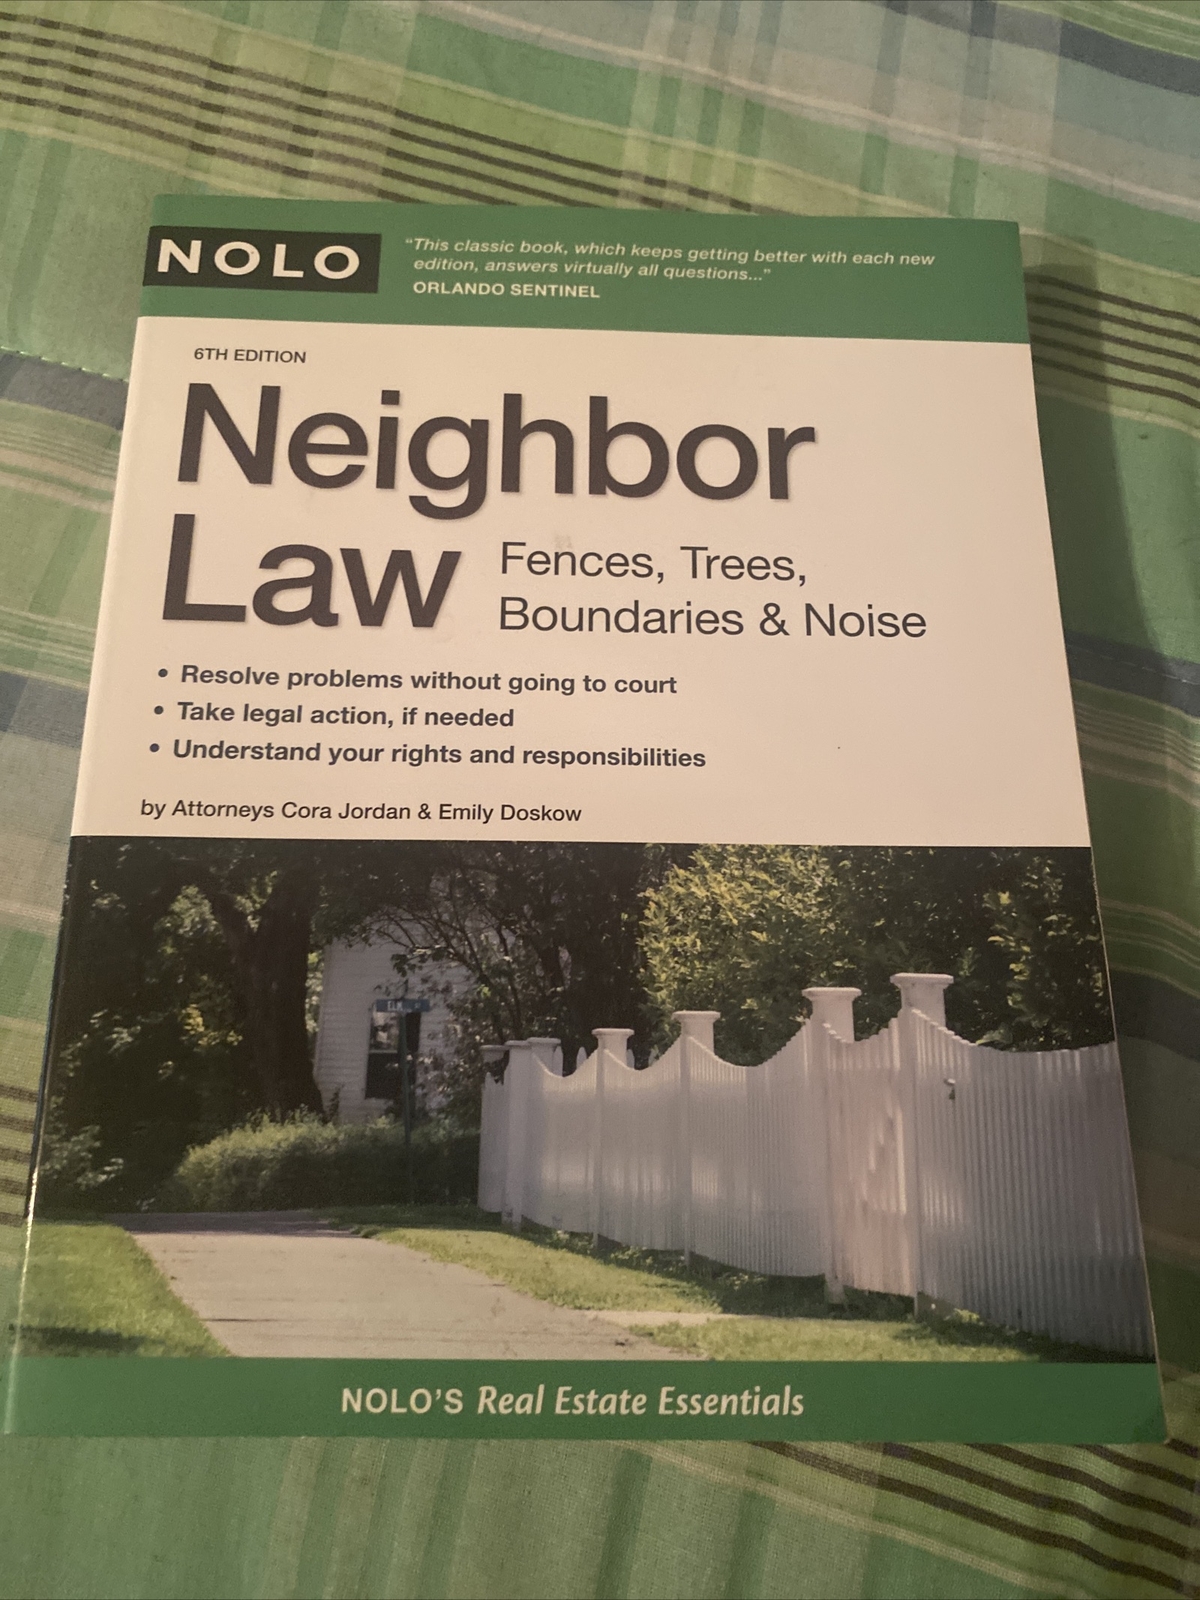 NOLO
“This classic book, which keeps getting better with each new
edition, answers virtually all questions...”
ORLANDO SENTINEL
6TH EDITION
Neighbor
Law
Fences, Trees,
Boundaries & Noise
• Resolve problems without going to court
• Take legal action, if needed
• Understand your rights and responsibilities
by Attorneys Cora Jordan & Emily Doskow
NOLO’S Real Estate Essentials